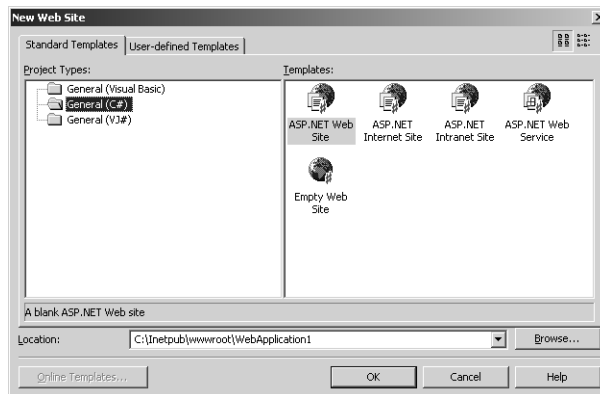 New Web Site
Standard Templates
User-defined Templates
Project Types:
Templates:
General (Visual Basic)
General (C#)
General (VJ#)
ASP.NET Web Site
ASP.NET Internet Site
ASP.NET Intranet Site
ASP.NET Web Service
Empty Web Site
A blank ASP.NET Web site
Location:
C:\Inetpub\wwwroot\WebApplication1
Browse...
Online Templates...
OK
Cancel
Help